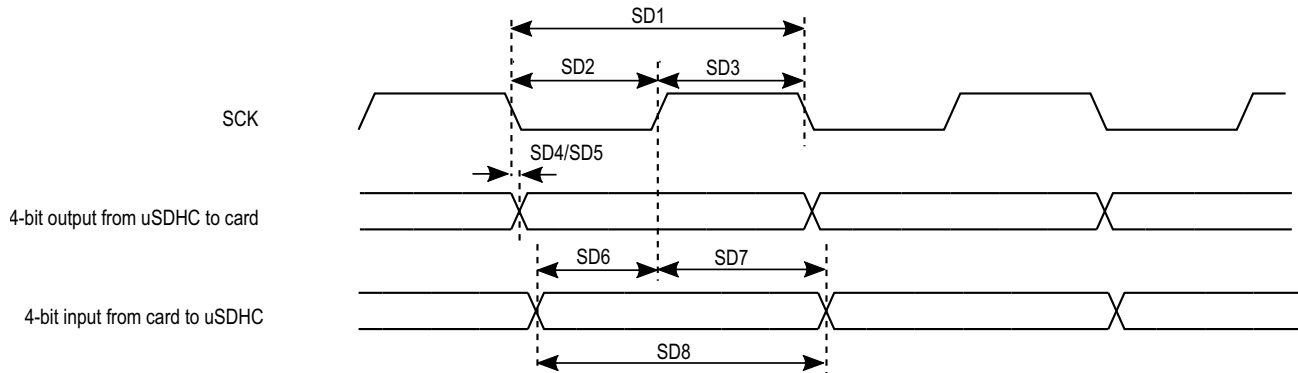 SD1
SD2
SD3
SCK
SD4/SD5
4-bit output from uSDHC to card
SD6
SD7
4-bit input from card to uSDHC
SD8